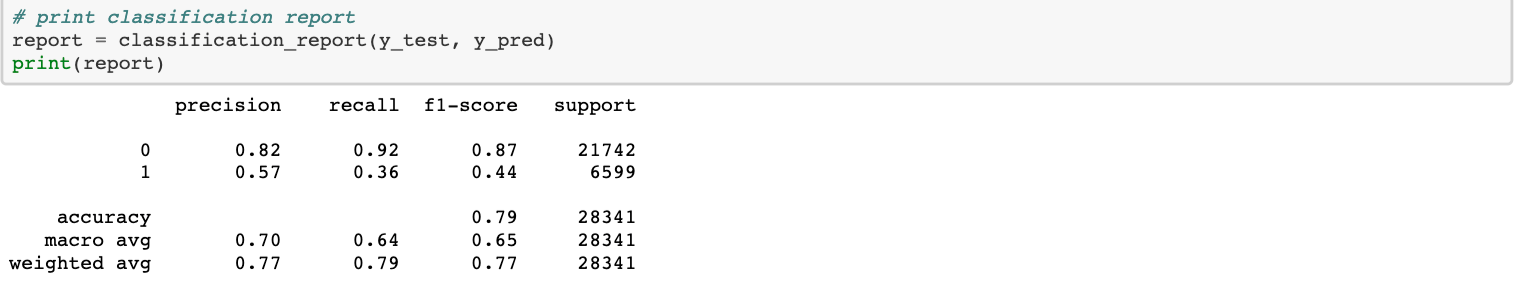 # print classification report
report = classification_report(y_test, y_pred)
print(report)
precision recall f1-score support
0 0.82 0.92 0.87 21742
1 0.57 0.36 0.44 6599
accuracy 0.79 28341
macro avg 0.70 0.64 0.65 28341
weighted avg 0.77 0.79 0.77 28341